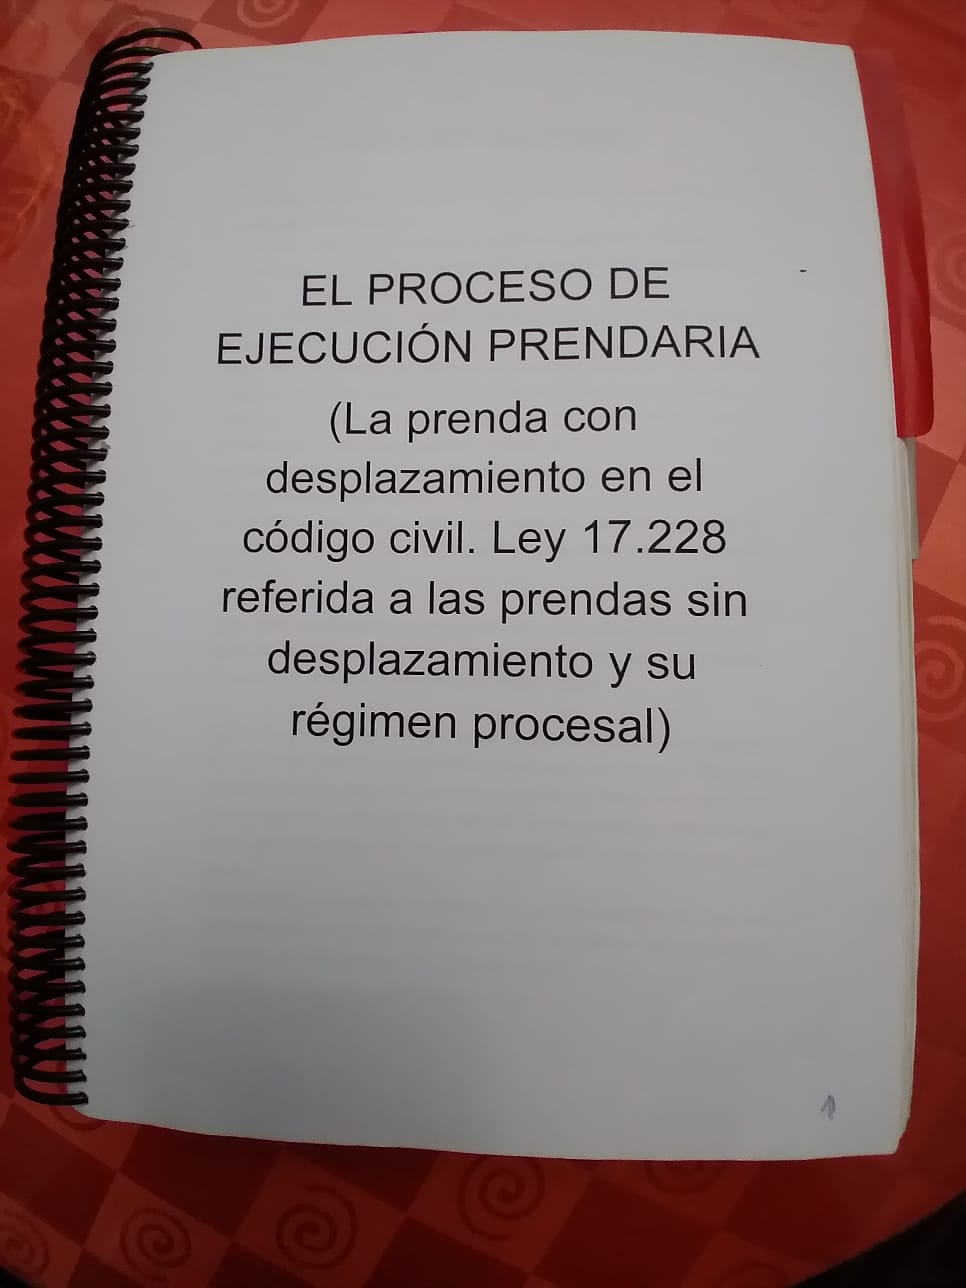 EL PROCESO DE
EJECUCIÓN PRENDARIA
(La prenda con
desplazamiento en el
código civil. Ley 17.228
referida a las prendas sin
desplazamiento y su
régimen procesal)
1